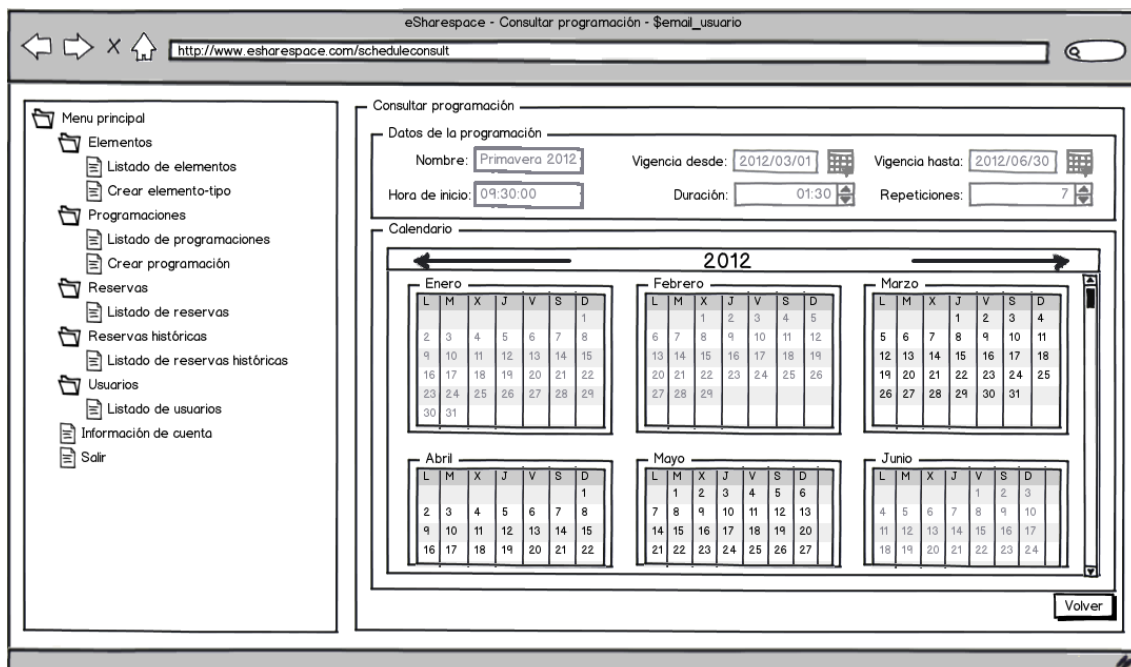 eSharespace - Consultar programación - $email_usuario
http://www.esharespace.com/scheduleconsult
Menu principal
Elementos
Listado de elementos
Crear elemento-tipo
Programaciones
Listado de programaciones
Crear programación
Reservas
Listado de reservas
Reservas históricas
Listado de reservas históricas
Usuarios
Listado de usuarios
Información de cuenta
Salir
Consultar programación
Datos de la programación
Nombre: Primavera 2012 Vigencia desde: 2012/03/01 Vigencia hasta: 2012/06/30
Hora de inicio: 09:30:00 Duración: 01:30 Repeticiones: 7
Calendario
2012
Enero
L M X J V S D
1
2 3 4 5 6 7 8
9 10 11 12 13 14 15
16 17 18 19 20 21 22
23 24 25 26 27 28 29
30 31
Febrero
L M X J V S D
1 2 3 4 5
6 7 8 9 10 11 12
13 14 15 16 17 18 19
20 21 22 23 24 25 26
27 28 29
Marzo
L M X J V S D
1 2 3 4
5 6 7 8 9 10 11
12 13 14 15 16 17 18
19 20 21 22 23 24 25
26 27 28 29 30 31
Abril
L M X J V S D
1
2 3 4 5 6 7 8
9 10 11 12 13 14 15
16 17 18 19 20 21 22
Mayo
L M X J V S D
1 2 3 4 5 6
7 8 9 10 11 12 13
14 15 16 17 18 19 20
21 22 23 24 25 26 27
Junio
L M X J V S D
1 2 3
4 5 6 7 8 9 10
11 12 13 14 15 16 17
18 19 20 21 22 23 24
Volver